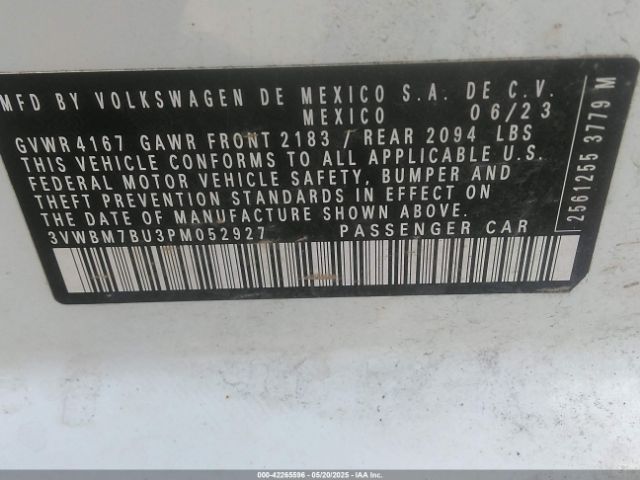 MFD BY VOLKSWAGEN DE MEXICO S.A. DE C.V.
MEXICO 06/23
GVWR 4167 GAWR FRONT 2183 / REAR 2094 LBS
THIS VEHICLE CONFORMS TO ALL APPLICABLE U.S.
FEDERAL MOTOR VEHICLE SAFETY, BUMPER AND
THEFT PREVENTION STANDARDS IN EFFECT ON
THE DATE OF MANUFACTURE SHOWN ABOVE.
3VWBM7BU3PM052927 PASSENGER CAR
2561255 3779 M
000-42265596 - 05/20/2025 - IAA